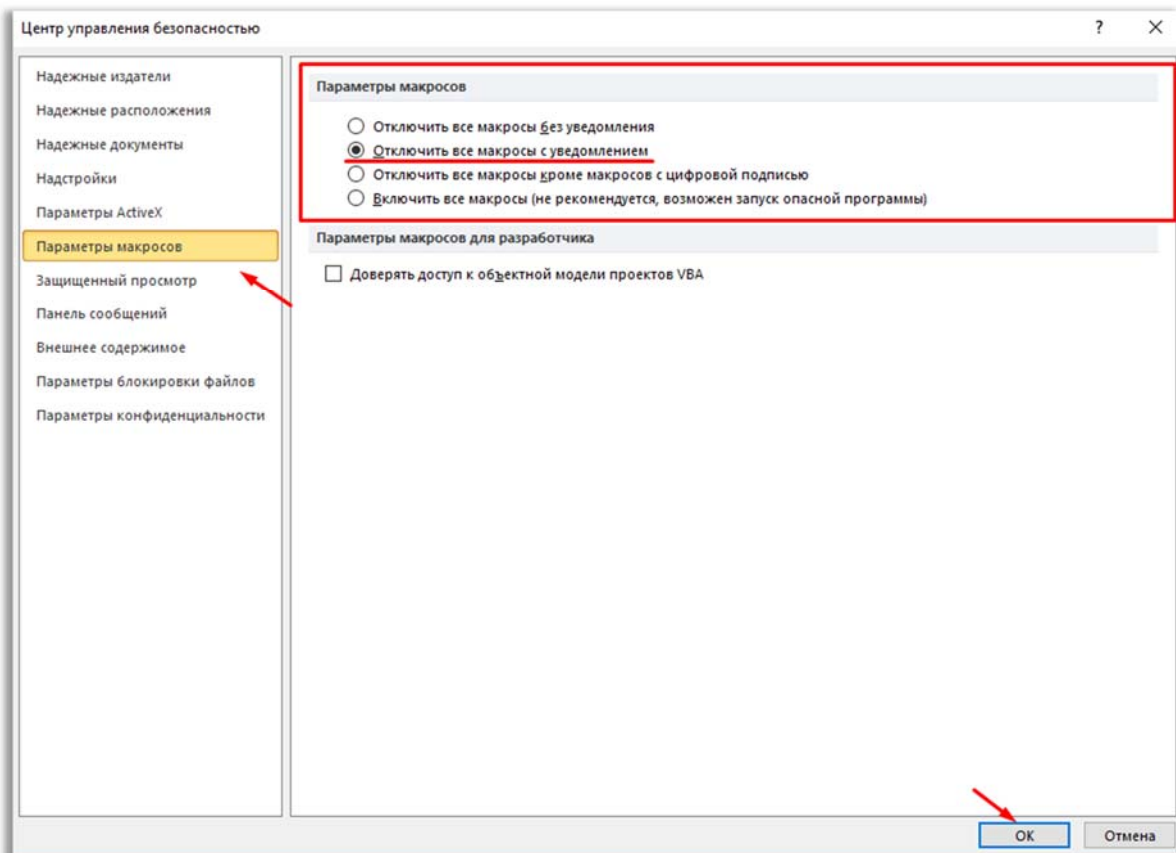 Центр управления безопасностью
?
Надежные издатели
Надежные расположения
Надежные документы
Надстройки
Параметры ActiveX
Параметры макросов
Защищенный просмотр
Панель сообщений
Внешнее содержимое
Параметры блокировки файлов
Параметры конфиденциальности
Параметры макросов
Отключить все макросы без уведомления
Отключить все макросы с уведомлением
Отключить все макросы кроме макросов с цифровой подписью
Включить все макросы (не рекомендуется, возможен запуск опасной программы)
Параметры макросов для разработчика
Доверять доступ к объектной модели проектов VBA
ОК
Отмена